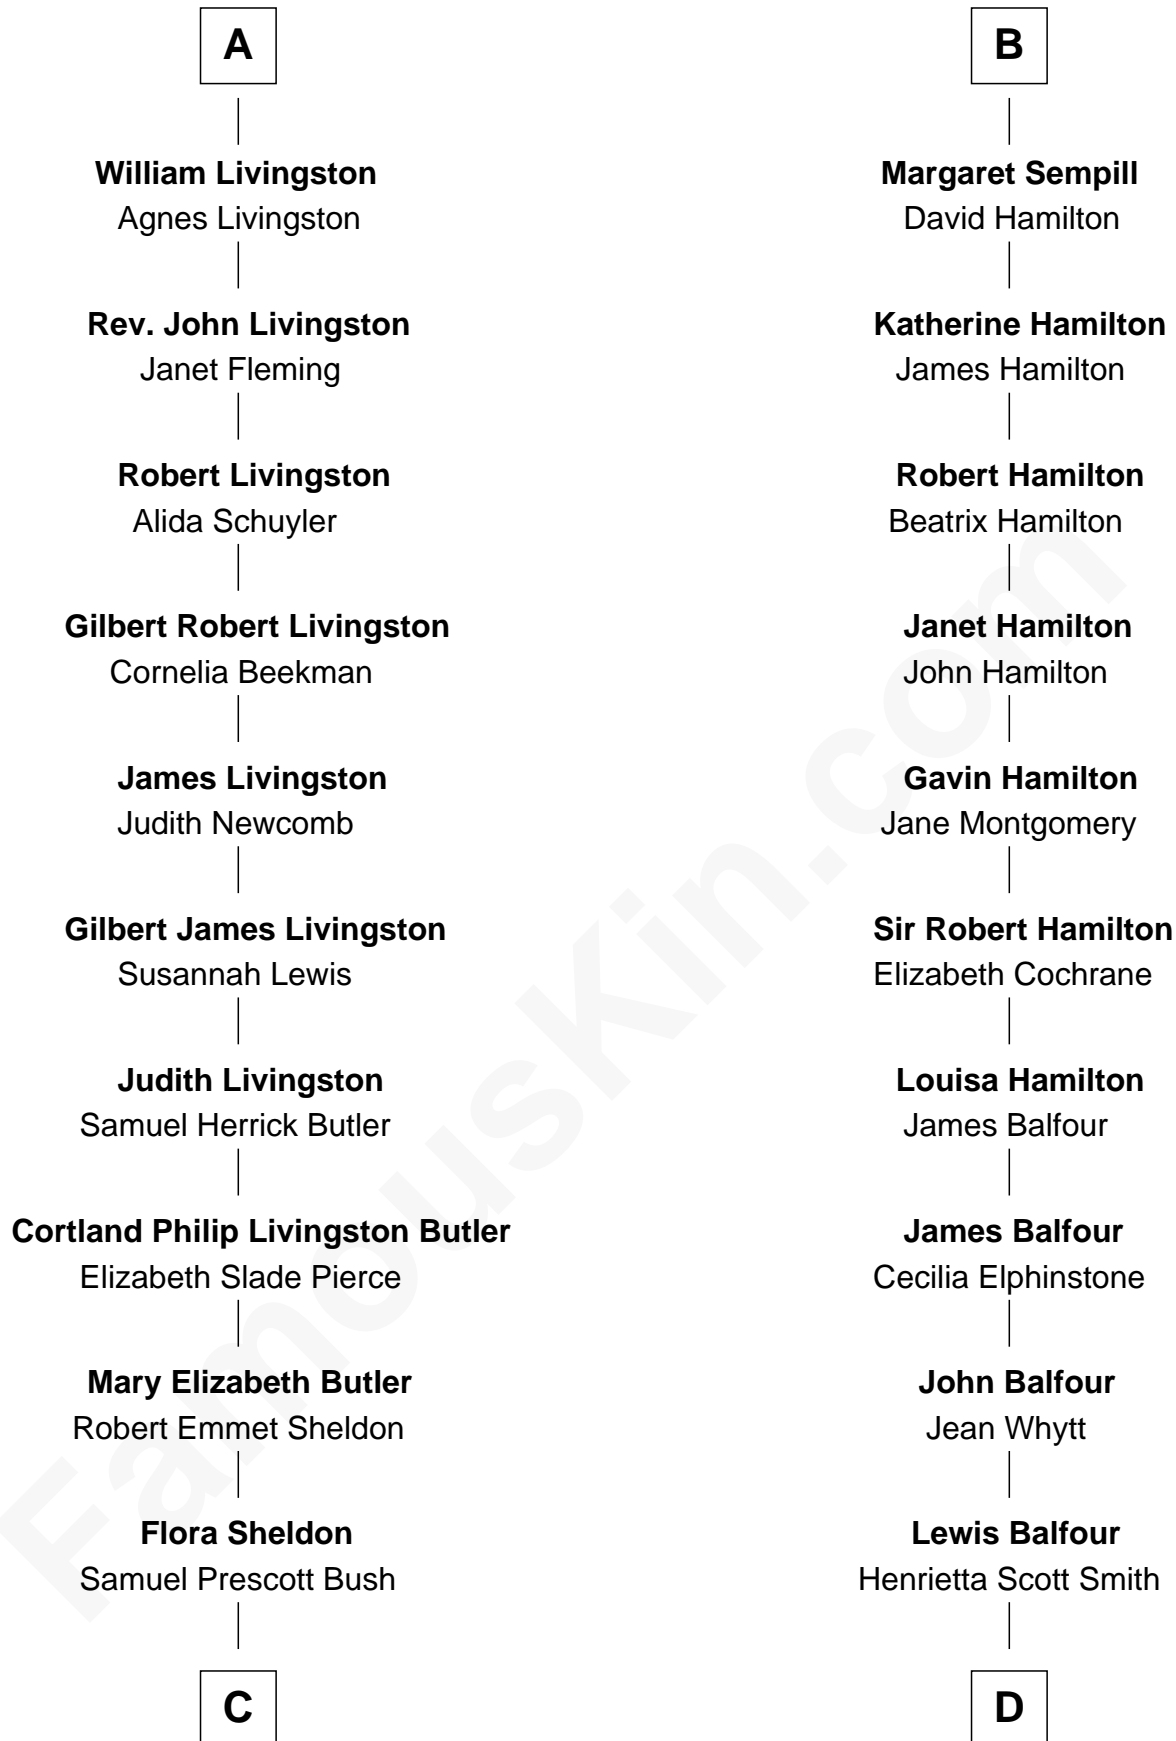 A
William Livingston
Agnes Livingston
Rev. John Livingston
Janet Fleming
Robert Livingston
Alida Schuyler
Gilbert Robert Livingston
Cornelia Beekman
James Livingston
Judith Newcomb
Gilbert James Livingston
Susannah Lewis
Judith Livingston
Samuel Herrick Butler
Cortland Philip Livingston Butler
Elizabeth Slade Pierce
Mary Elizabeth Butler
Robert Emmet Sheldon
Flora Sheldon
Samuel Prescott Bush
C
B
Margaret Sempill
David Hamilton
Katherine Hamilton
James Hamilton
Robert Hamilton
Beatrix Hamilton
Janet Hamilton
John Hamilton
Gavin Hamilton
Jane Montgomery
Sir Robert Hamilton
Elizabeth Cochrane
Louisa Hamilton
James Balfour
James Balfour
Cecilia Elphinstone
John Balfour
Jean Whytt
Lewis Balfour
Henrietta Scott Smith
D
FamousKin.com